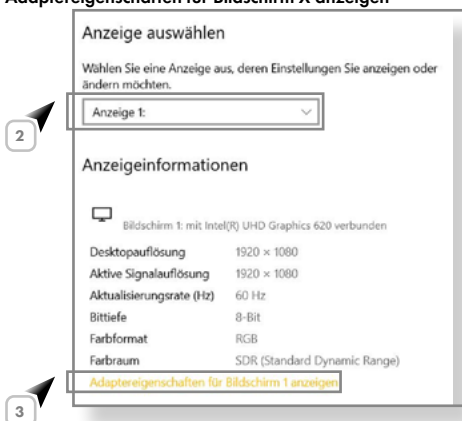 Adaptereigenschaften für Bildschirm X anzeigen
Anzeige auswählen
Wählen Sie eine Anzeige aus, deren Einstellungen Sie anzeigen oder
ändern möchten.
Anzeige 1:
2
Anzeigeinformationen
Bildschirm 1: mit Intel(R) UHD Graphics 620 verbunden
Desktopauflösung 1920 × 1080
Aktive Signalauflösung 1920 × 1080
Aktualisierungsrate (Hz) 60 Hz
Bittiefe 8-Bit
Farbformat RGB
Farbraum SDR (Standard Dynamic Range)
Adaptereigenschaften für Bildschirm 1 anzeigen
3